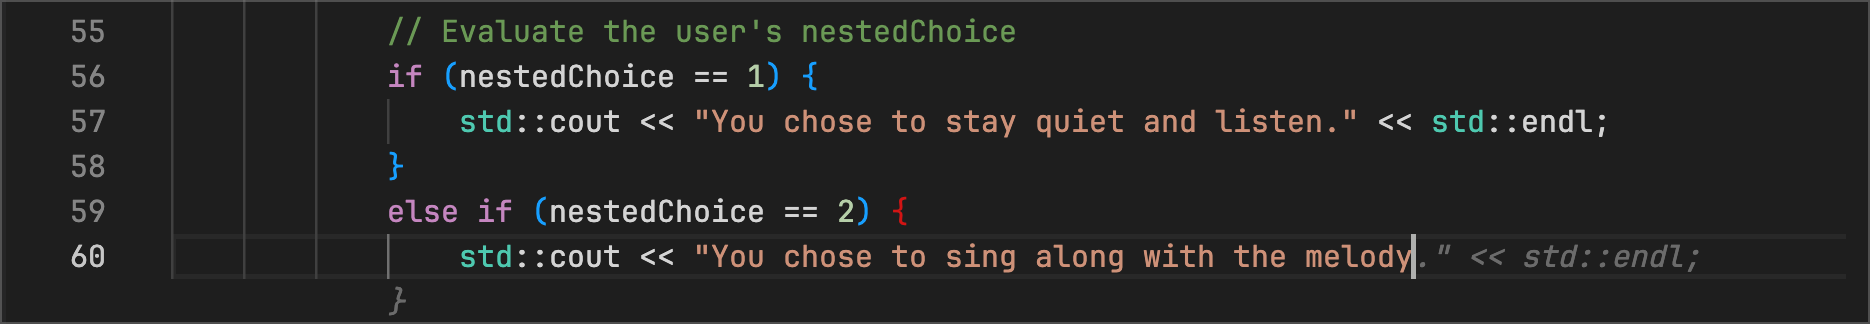 55 // Evaluate the user's nestedChoice
56 if (nestedChoice == 1) {
57 std::cout << "You chose to stay quiet and listen." << std::endl;
58 }
59 else if (nestedChoice == 2) {
60 std::cout << "You chose to sing along with the melody." << std::endl;
}